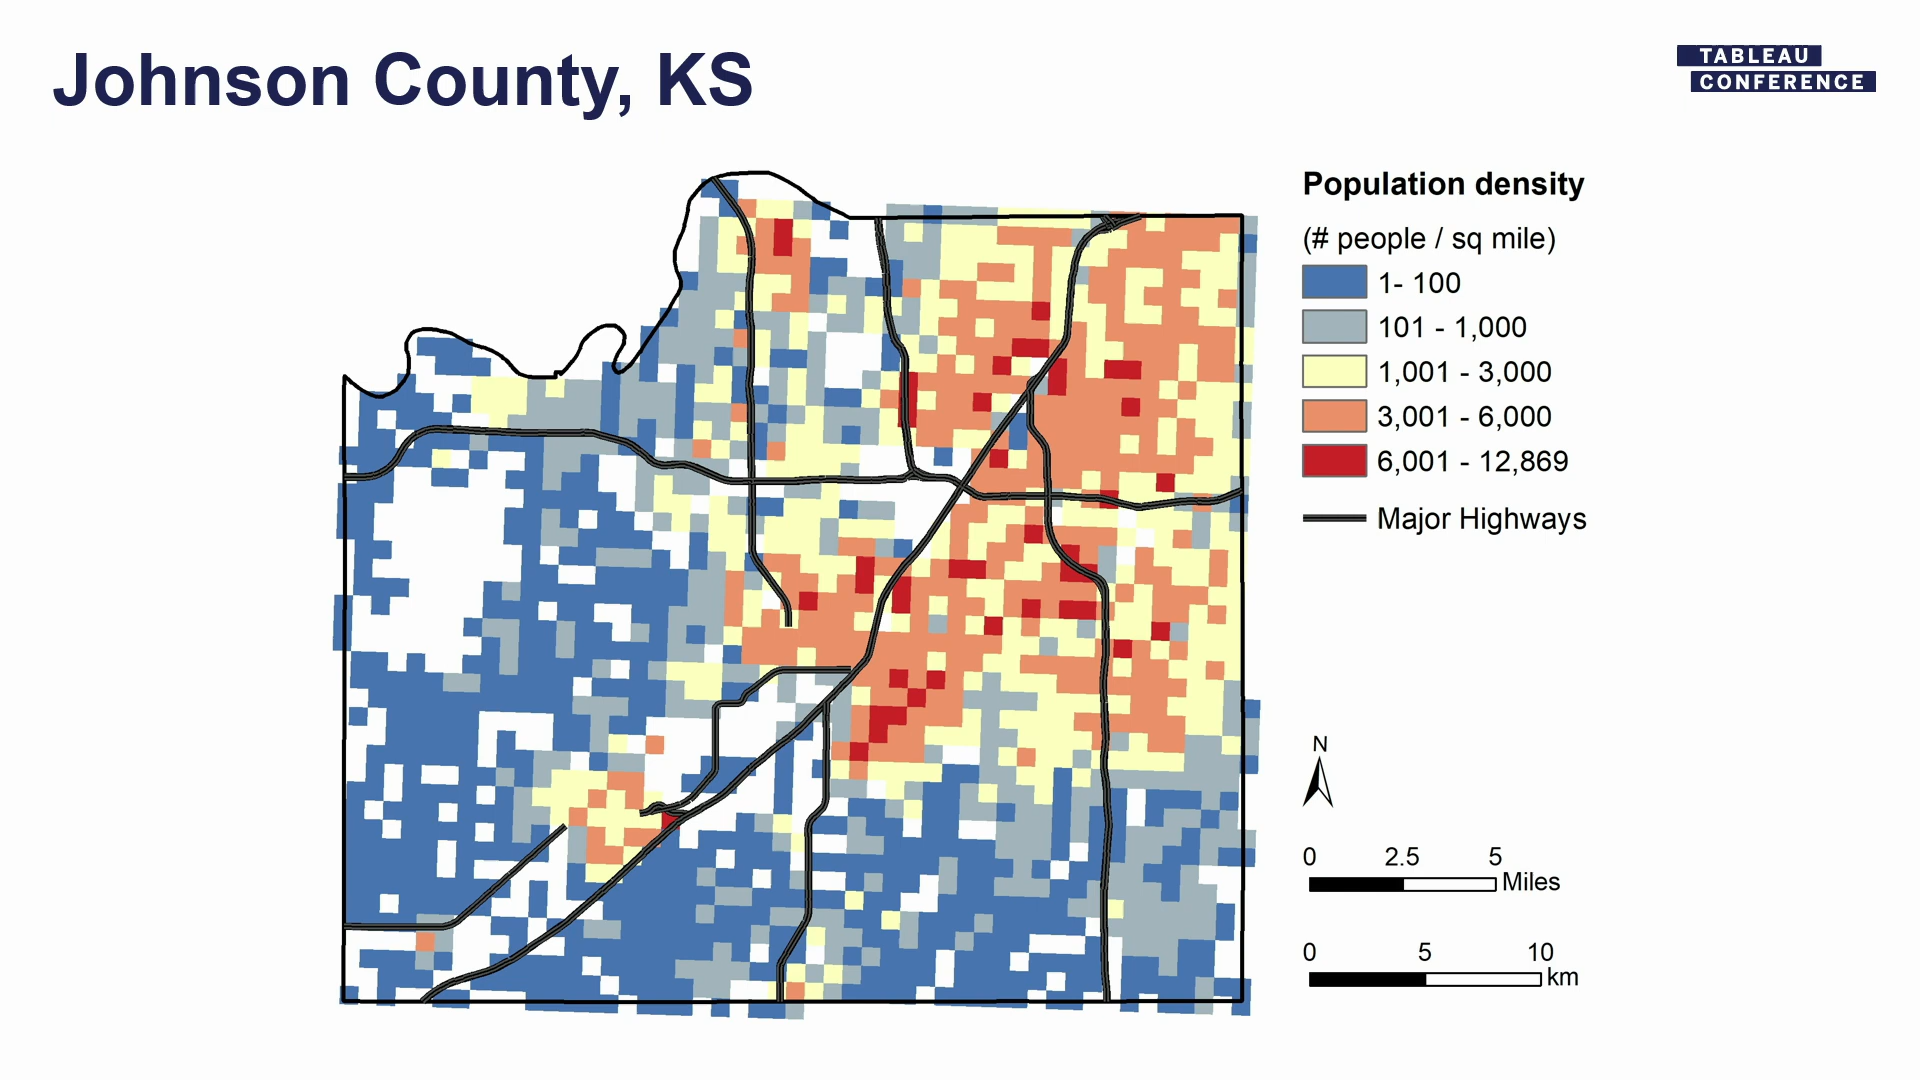 Johnson County, KS
TABLEAU
CONFERENCE
Population density
(# people / sq mile)
1- 100
101 - 1,000
1,001 - 3,000
3,001 - 6,000
6,001 - 12,869
Major Highways
N
0 2.5 5
Miles
0 5 10
km